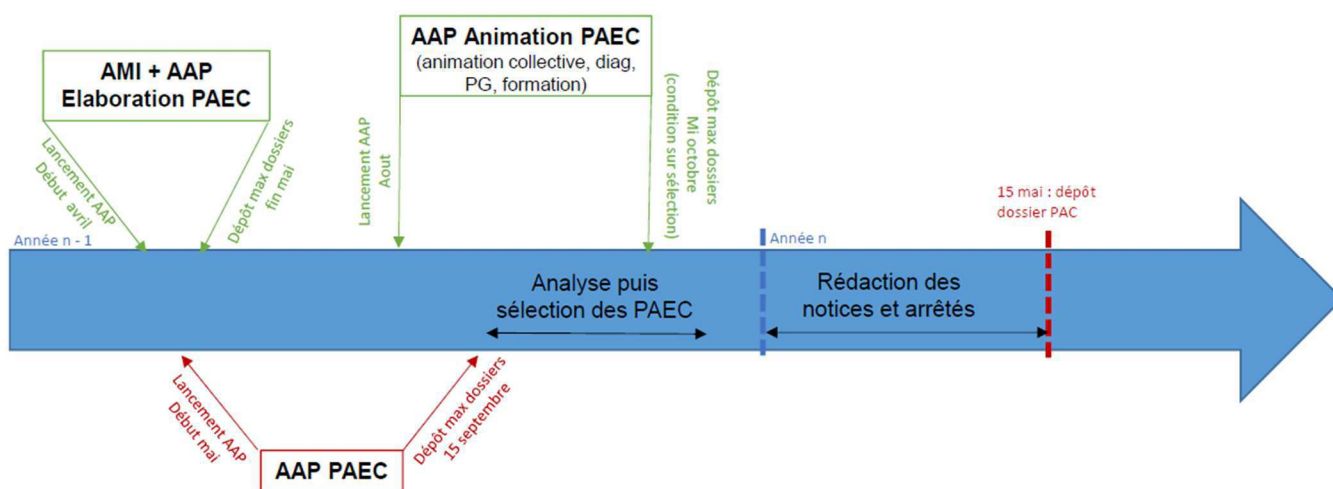 AMI + AAP
Elaboration PAEC
Lancement AAP
Début avril
Dépôt max dossiers
fin mai
AAP Animation PAEC
(animation collective, diag,
PG, formation)
Lancement AAP
Aout
Dépôt max dossiers
Mi octobre
(condition sur sélection)
15 mai : dépôt
dossier PAC
Année n - 1
Année n
Analyse puis
sélection des PAEC
Rédaction des
notices et arrêtés
Lancement AAP
Début mai
Dépôt max dossiers
15 septembre
AAP PAEC